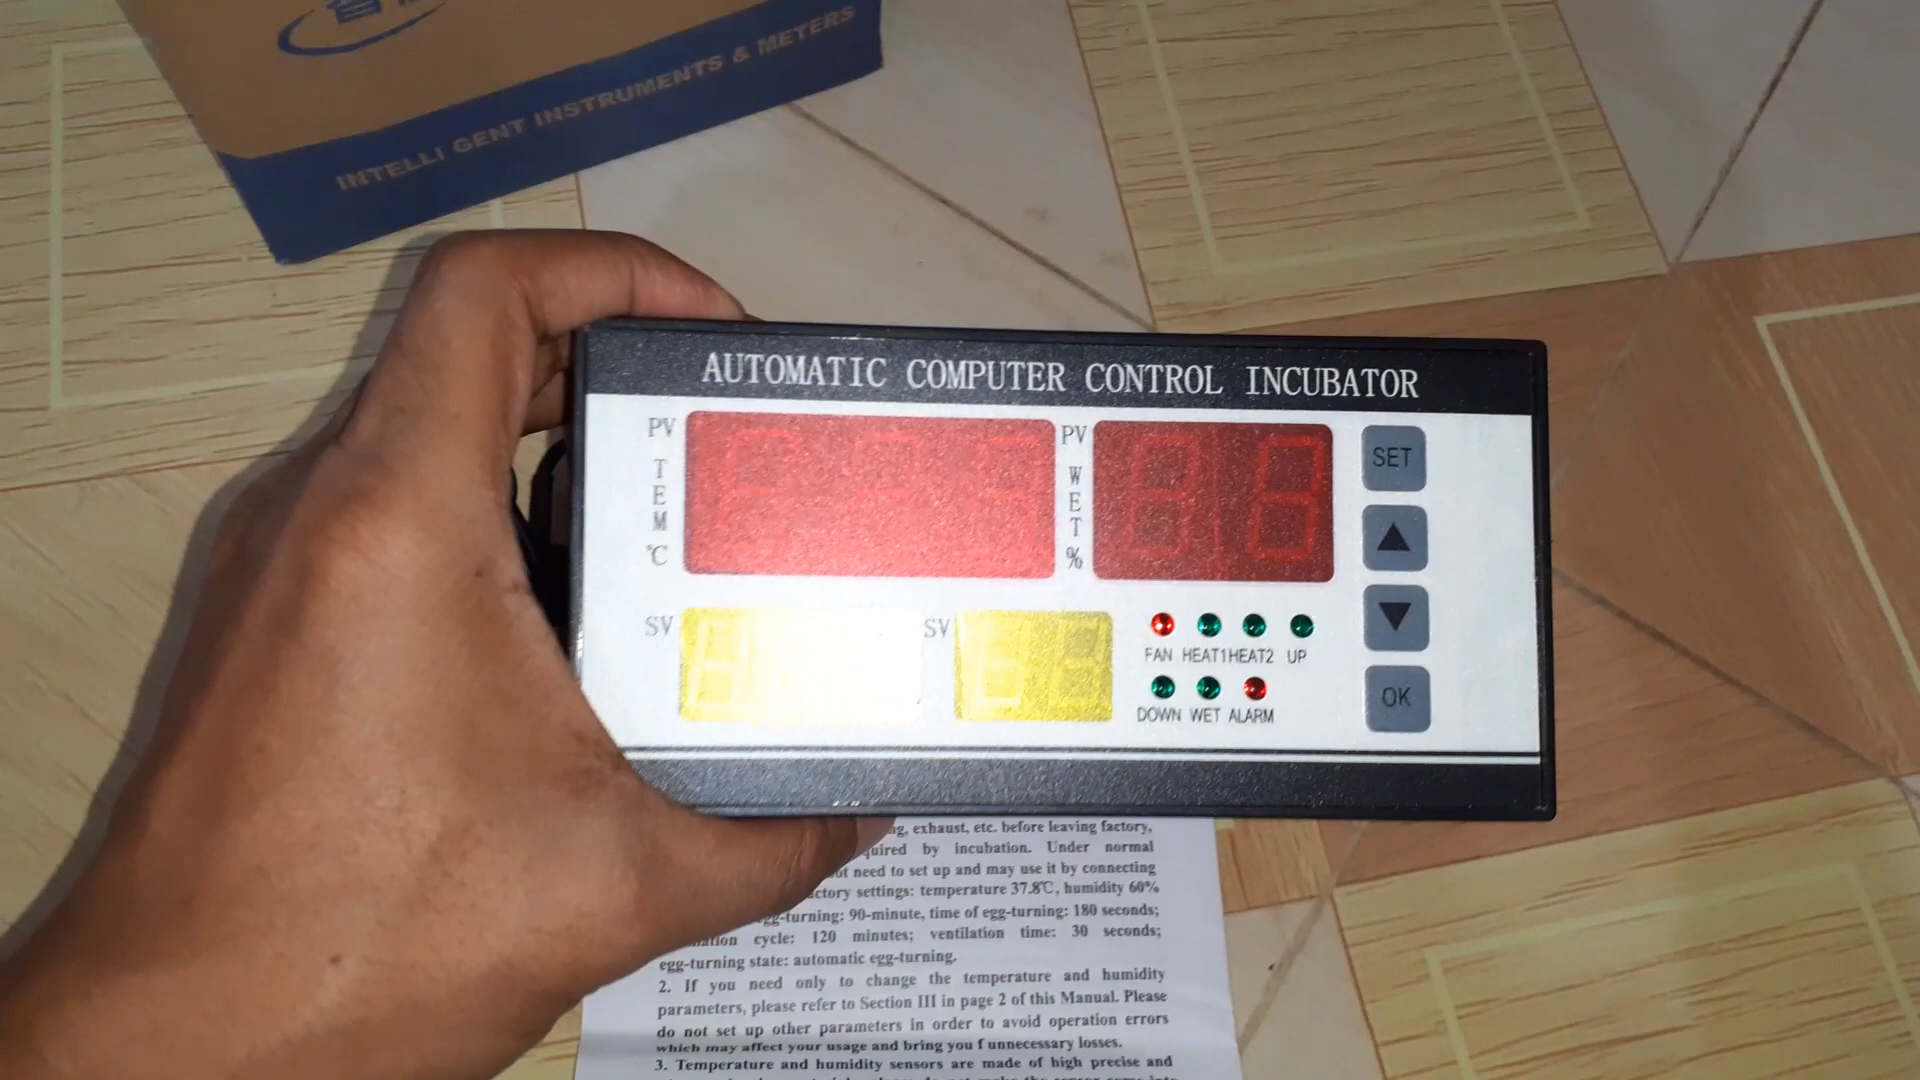 INTELLI GENT INSTRUMENTS & METERS
AUTOMATIC COMPUTER CONTROL INCUBATOR
PV
TEM
℃
PV
WET
%
SET
SV
SV
FAN HEAT1 HEAT2 UP
DOWN WET ALARM
OK
exhaust, etc. before leaving factory,
by incubation. Under normal
need to set up and may use it by connecting
settings: temperature 37.8℃, humidity 60%
egg-turning: 90-minute, time of egg-turning: 180 seconds;
cycle: 120 minutes; ventilation time: 30 seconds;
egg-turning state: automatic egg-turning.
2. If you need only to change the temperature and humidity
parameters, please refer to Section III in page 2 of this Manual. Please
do not set up other parameters in order to avoid operation errors
which may affect your usage and bring you f unnecessary losses.
3. Temperature and humidity sensors are made of high precise and